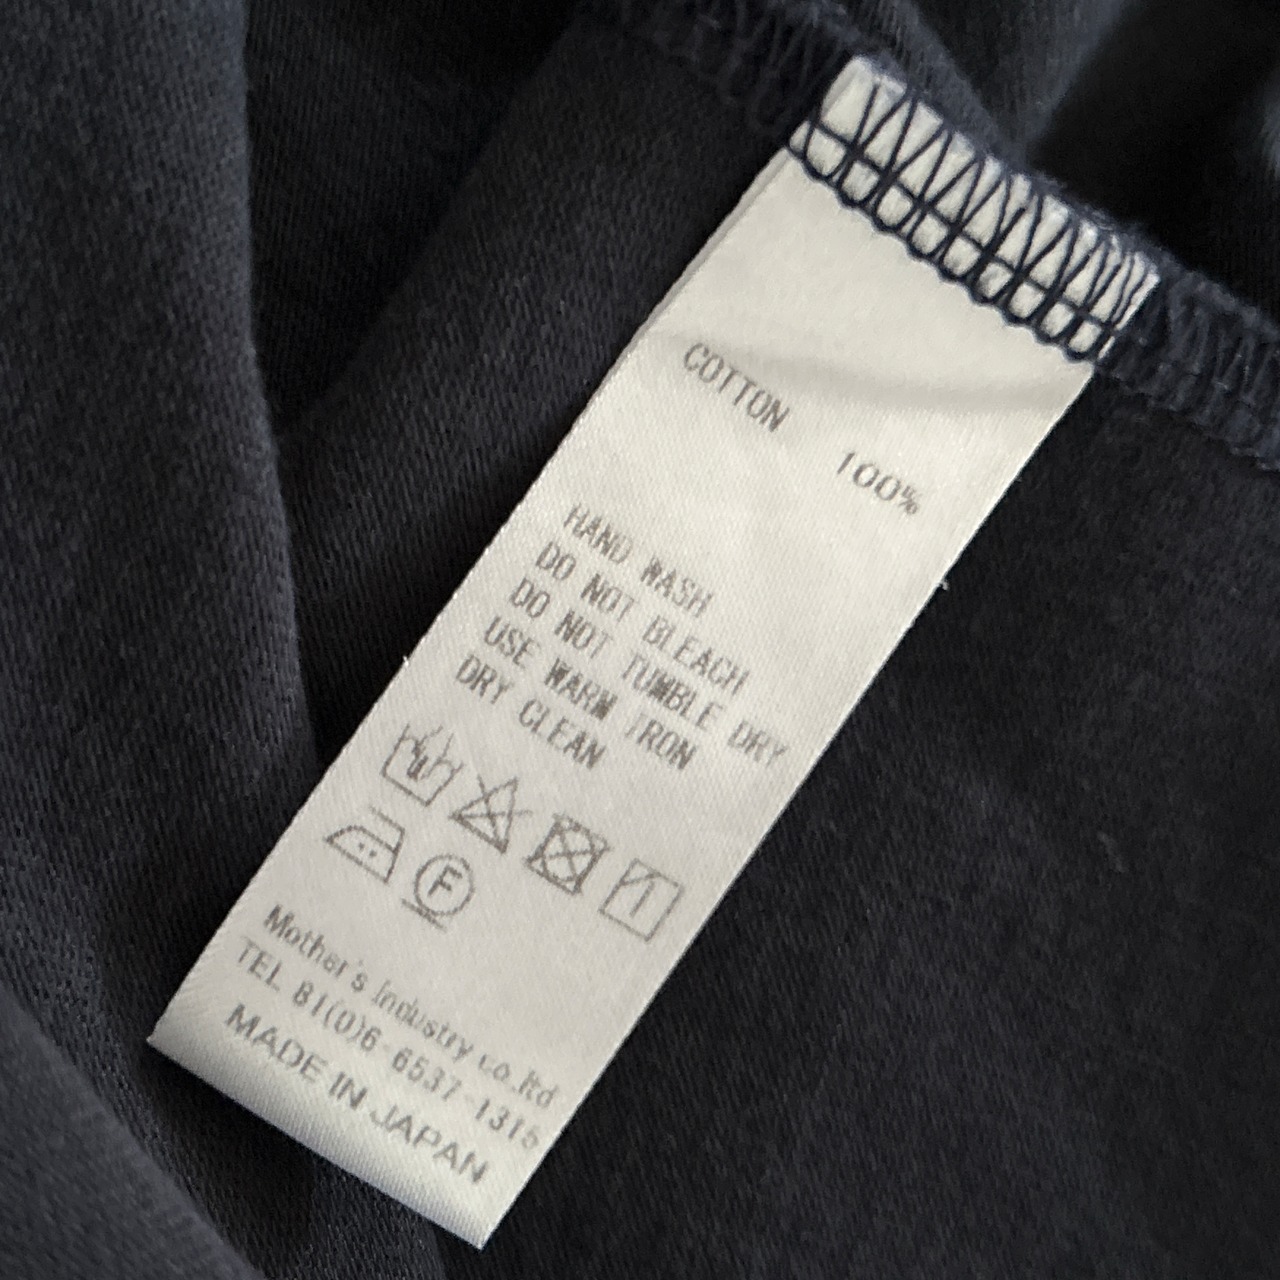 COTTON 100%
HAND WASH
DO NOT BLEACH
DO NOT TUMBLE DRY
USE WARM IRON
DRY CLEAN
F
Mother's Industry co.,ltd
TEL 81(0)6-6537-1315
MADE IN JAPAN